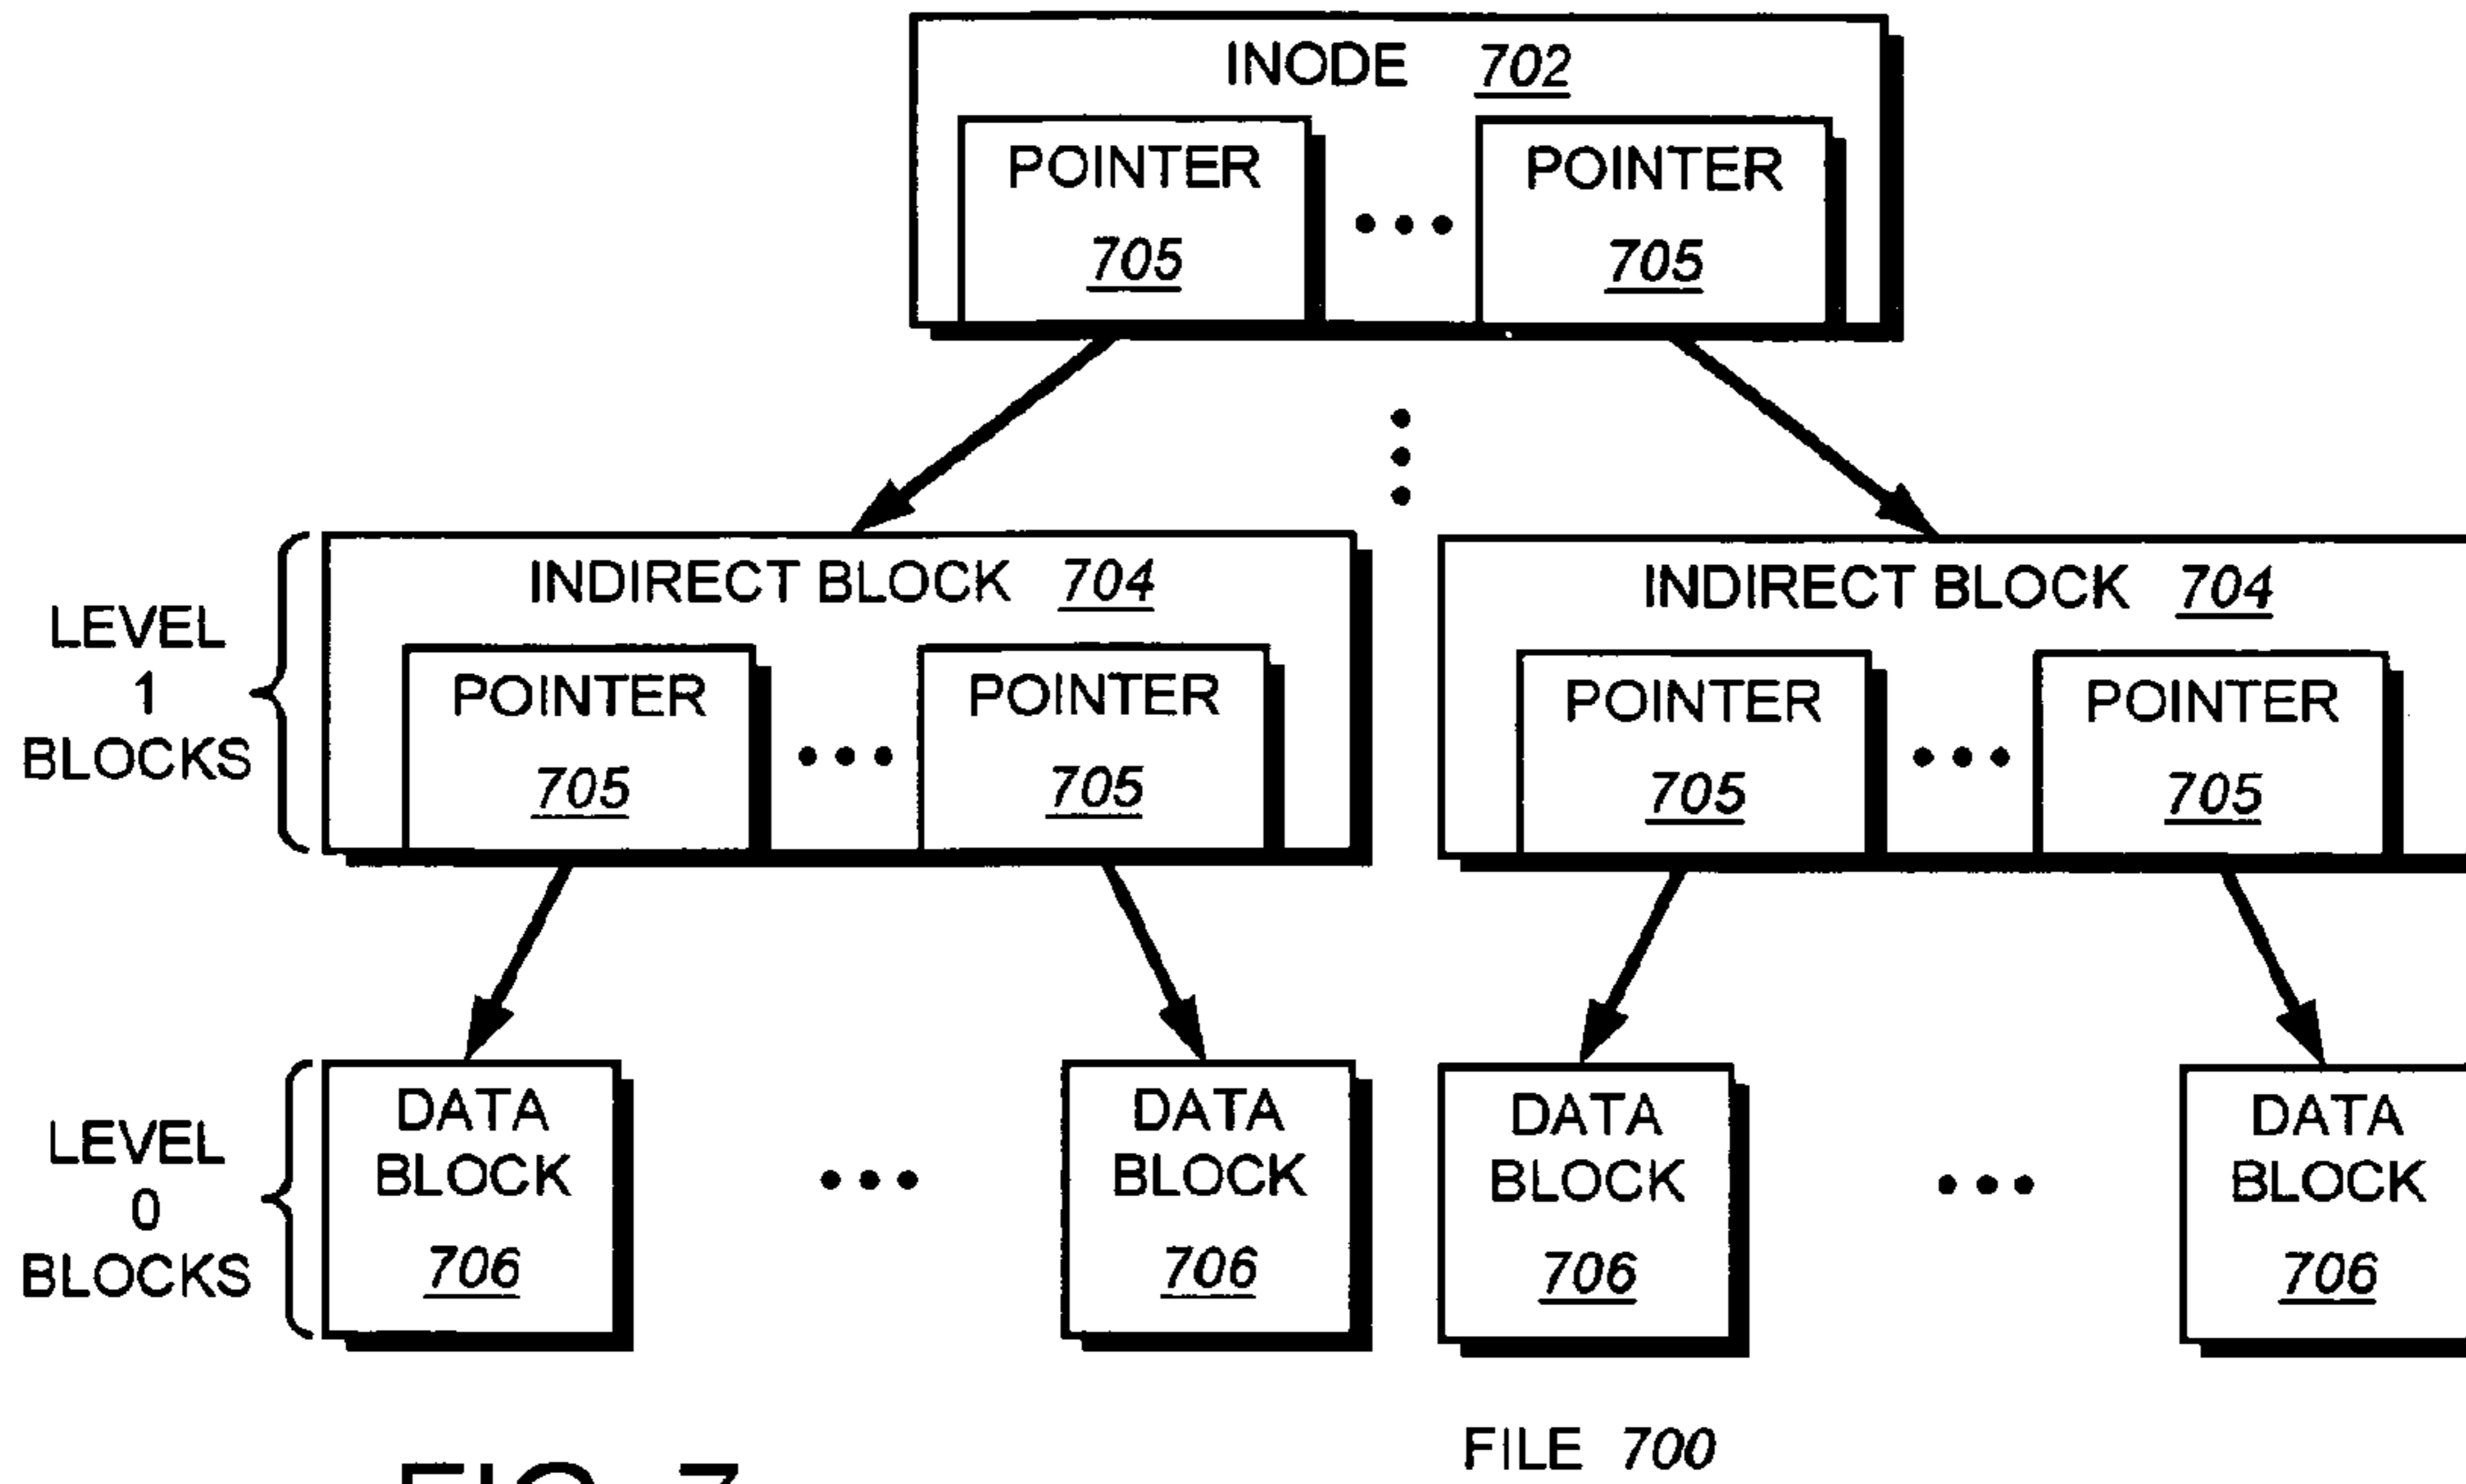 INODE 702
POINTER POINTER
705 ••• 705
INDIRECT BLOCK 704 INDIRECT BLOCK 704
LEVEL
1
BLOCKS
POINTER POINTER POINTER POINTER
705 ••• 705 705 ••• 705
LEVEL
0
BLOCKS
DATA DATA DATA DATA
BLOCK ••• BLOCK BLOCK ••• BLOCK
706 706 706 706
FILE 700
FIG. 7